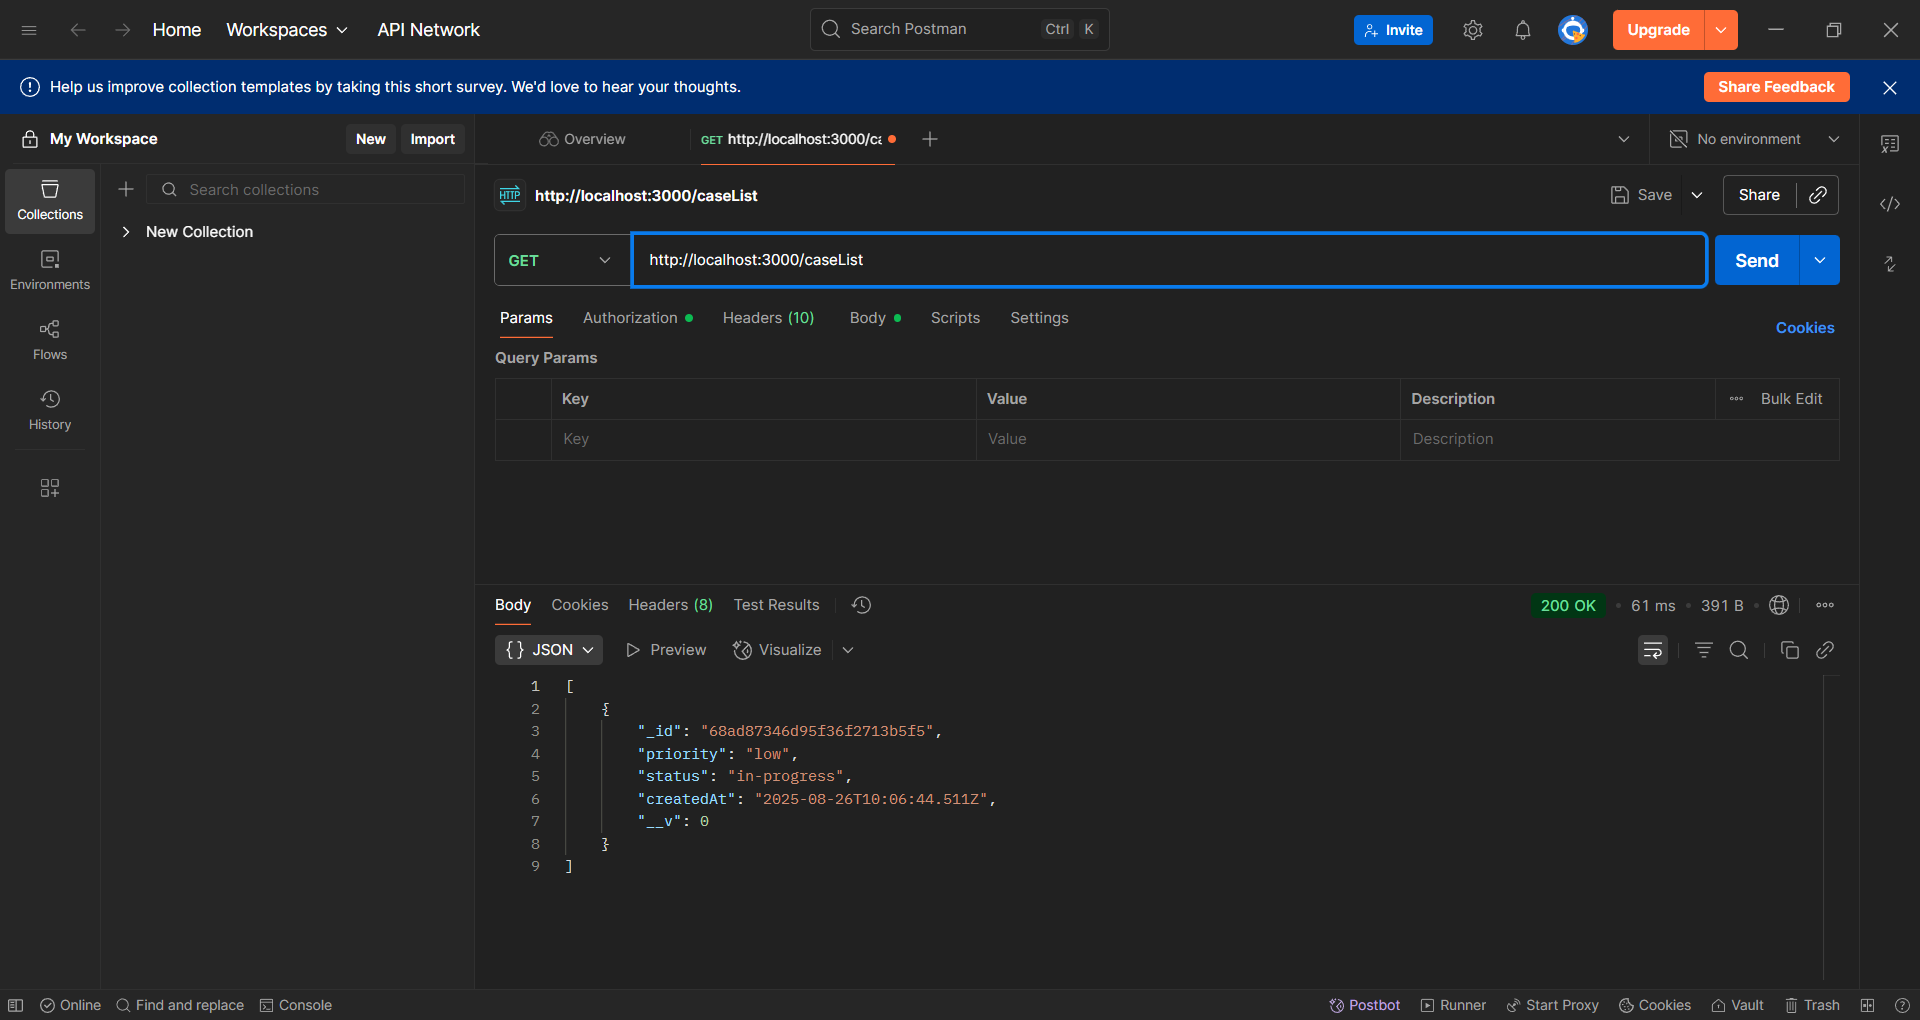 Home Workspaces API Network Search Postman Ctrl K Invite Upgrade
Help us improve collection templates by taking this short survey. We'd love to hear your thoughts. Share Feedback
My Workspace New Import Overview GET http://localhost:3000/ca No environment
Collections
Search collections
New Collection
Environments
Flows
History
HTTP http://localhost:3000/caseList Save Share
GET http://localhost:3000/caseList Send
Params Authorization Headers (10) Body Scripts Settings Cookies
Query Params
Key Value Description Bulk Edit
Key Value Description
Body Cookies Headers (8) Test Results 200 OK 61 ms 391 B
{} JSON Preview Visualize
1 [
2 {
3 "_id": "68ad87346d95f36f2713b5f5",
4 "priority": "low",
5 "status": "in-progress",
6 "createdAt": "2025-08-26T10:06:44.511Z",
7 "__v": 0
8 }
9 ]
Online Find and replace Console Postbot Runner Start Proxy Cookies Vault Trash